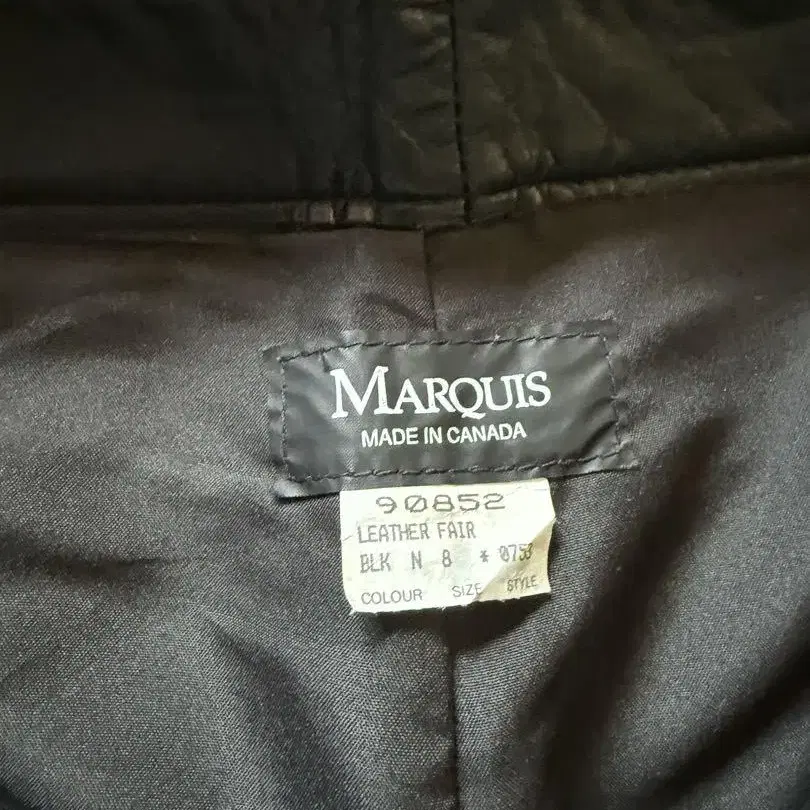 MARQUIS
MADE IN CANADA
90852
LEATHER FAIR
BLK N 8 * 0753
COLOUR SIZE STYLE